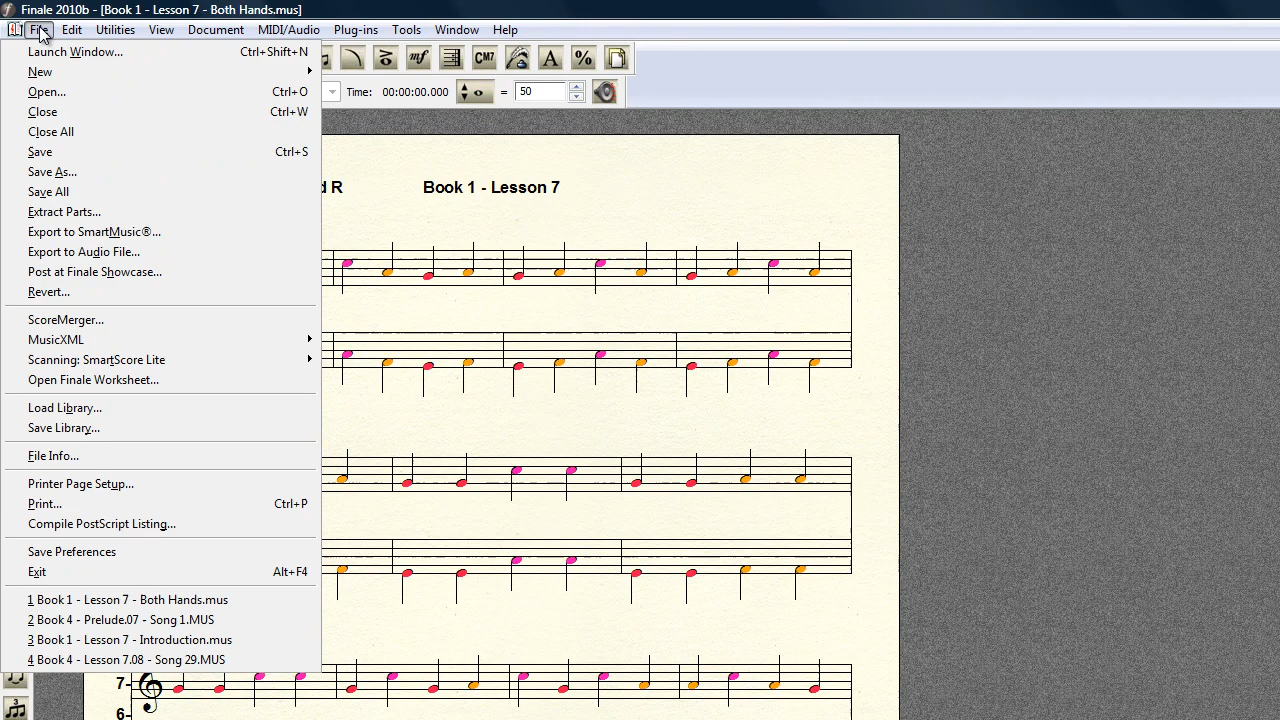 Finale 2010b - [Book 1 - Lesson 7 - Both Hands.mus]
File Edit Utilities View Document MIDI/Audio Plug-ins Tools Window Help
Launch Window... Ctrl+Shift+N
New
Open... Ctrl+O
Close Ctrl+W
Close All
Save Ctrl+S
Save As...
Save All
Extract Parts...
Export to SmartMusic®...
Export to Audio File...
Post at Finale Showcase...
Revert...
ScoreMerger...
MusicXML
Scanning: SmartScore Lite
Open Finale Worksheet...
Load Library...
Save Library...
File Info...
Printer Page Setup...
Print... Ctrl+P
Compile PostScript Listing...
Save Preferences
Exit Alt+F4
1 Book 1 - Lesson 7 - Both Hands.mus
2 Book 4 - Prelude.07 - Song 1.MUS
3 Book 1 - Lesson 7 - Introduction.mus
4 Book 4 - Lesson 7.08 - Song 29.MUS
mf CM7 A %
Time: 00:00:00.000 = 50
d R Book 1 - Lesson 7
7-
6-
3